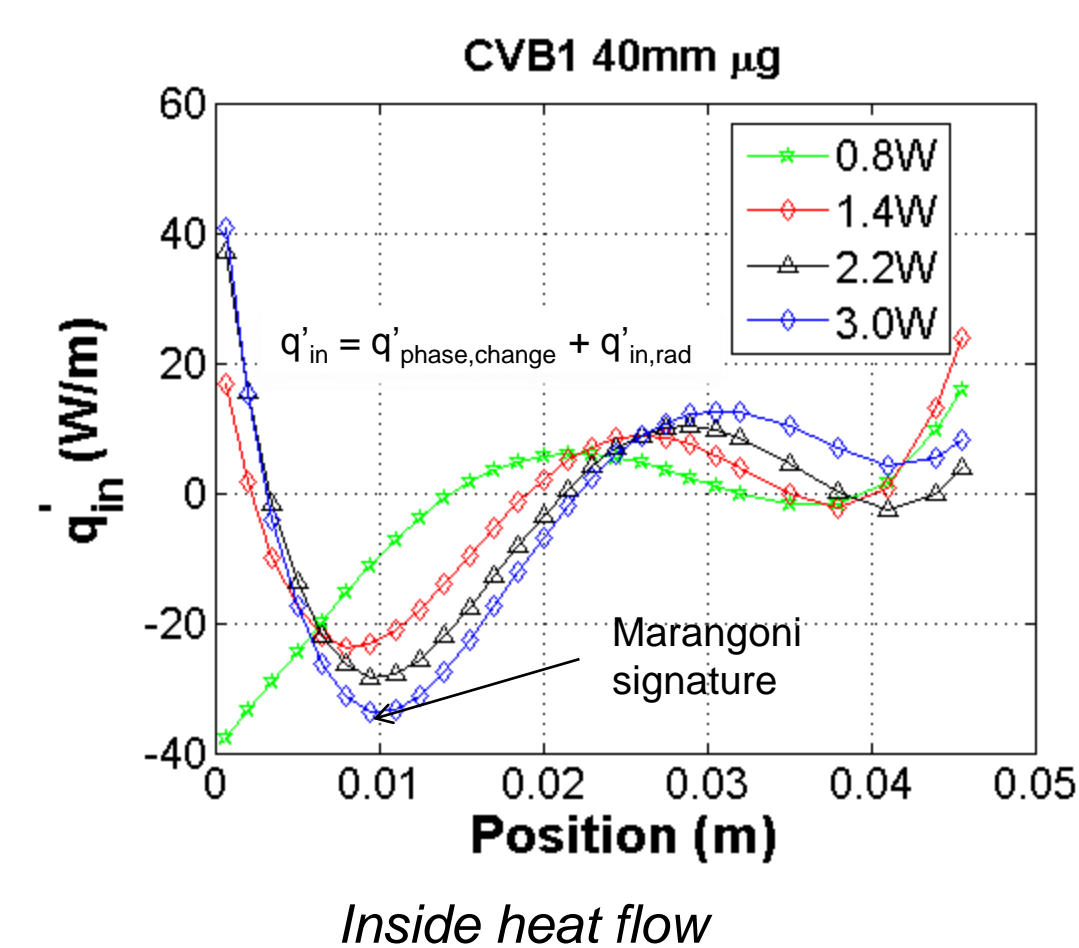 CVB1 40mm μg
60
40
20
0
-20
-40
0.8W
1.4W
2.2W
3.0W
q’in = q’phase,change + q’in,rad
q̇in (W/m)
Marangoni
signature
0 0.01 0.02 0.03 0.04 0.05
Position (m)
Inside heat flow